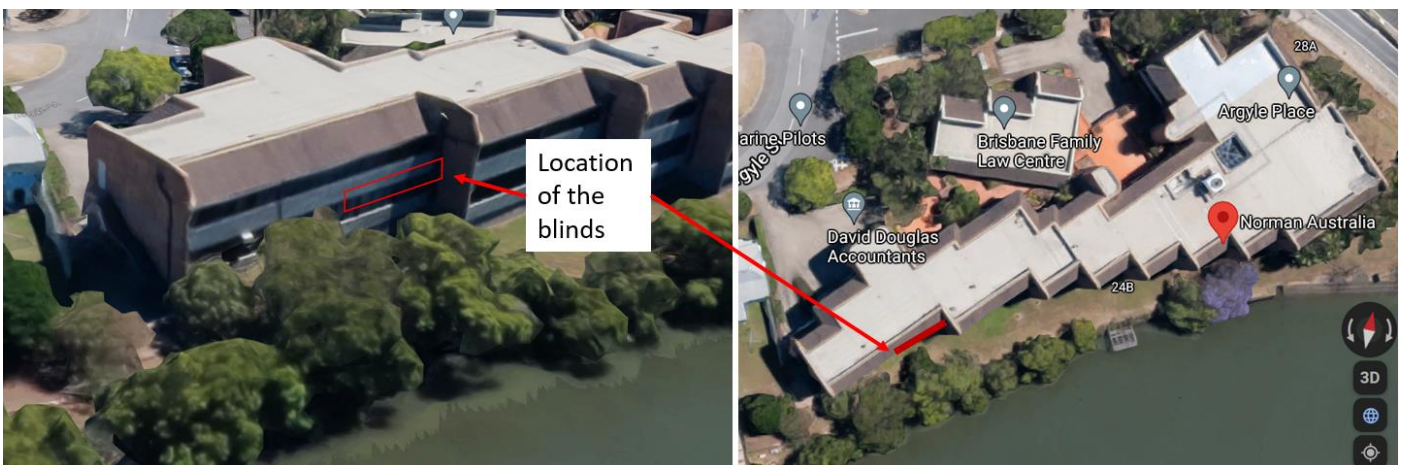 Location
of the
blinds
28A
Argyle Place
arine Pilots
Brisbane Family
Law Centre
gyle S
David Douglas
Accountants
Norman Australia
24B
3D